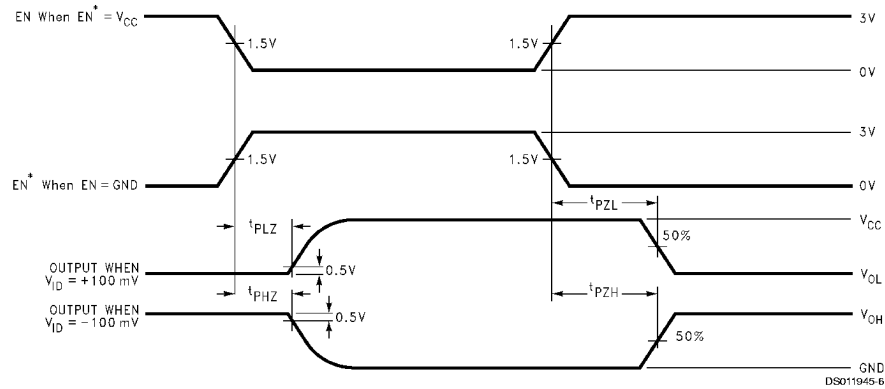 EN When EN* = VCC
1.5V
1.5V
3V
0V
3V
1.5V
1.5V
EN* When EN = GND
0V
tPZL
tPLZ
VCC
50%
OUTPUT WHEN
VID = +100 mV
0.5V
VOL
tPHZ
tPZH
OUTPUT WHEN
VID = −100 mV
0.5V
VOH
50%
GND
DS011945-6